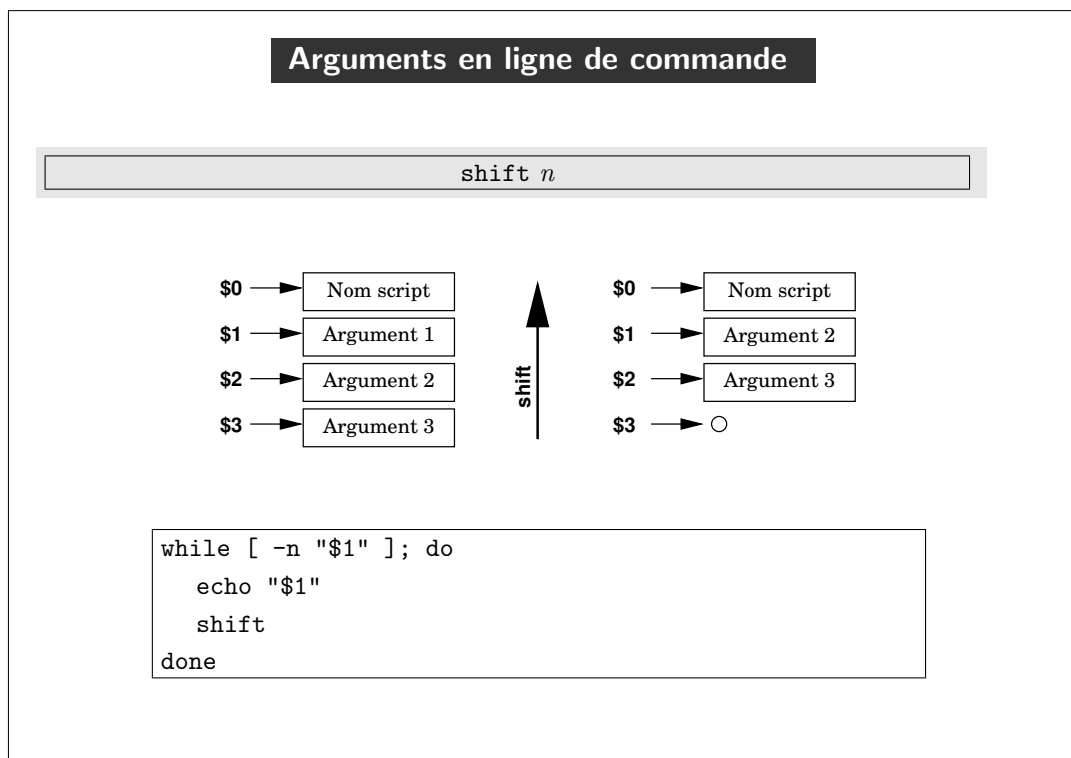 Arguments en ligne de commande
shift n
$0 Nom script
$1 Argument 1
$2 Argument 2
$3 Argument 3
shift
$0 Nom script
$1 Argument 2
$2 Argument 3
$3
while [ -n "$1" ]; do
echo "$1"
shift
done